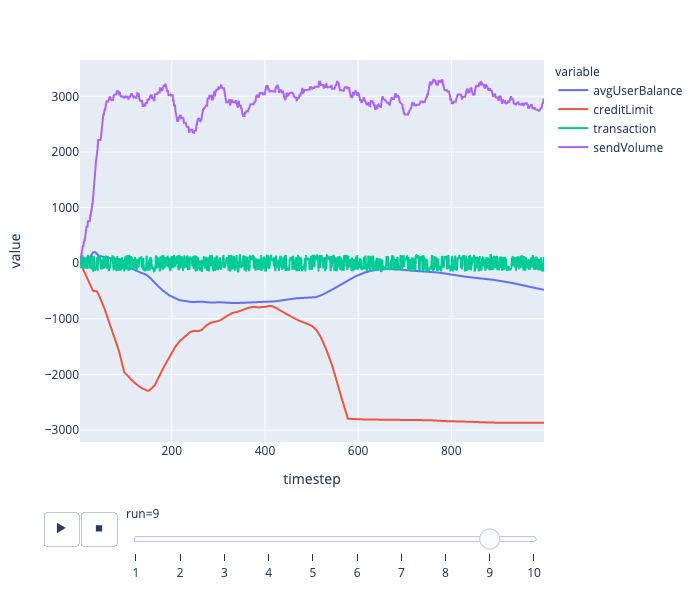 variable
avgUserBalance
creditLimit
transaction
sendVolume
value
3000
2000
1000
0
−1000
−2000
−3000
200 400 600 800
timestep
run=9
1 2 3 4 5 6 7 8 9 10